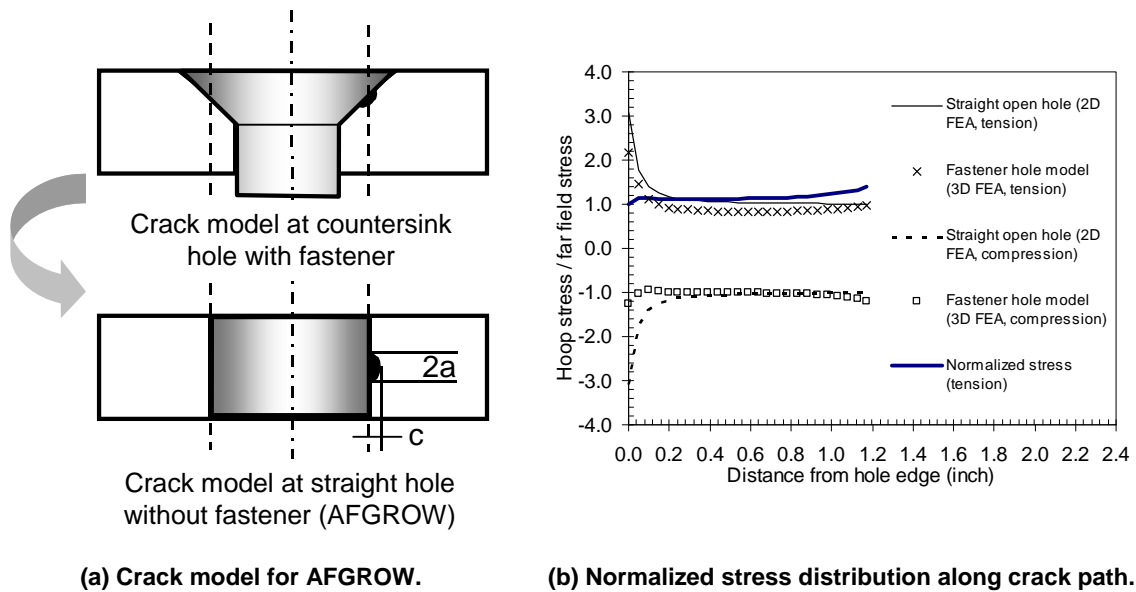 Crack model at countersink
hole with fastener
2a
c
Crack model at straight hole
without fastener (AFGROW)
(a) Crack model for AFGROW.
Hoop stress / far field stress
4.0
3.0
2.0
1.0
0.0
-1.0
-2.0
-3.0
-4.0
0.0 0.2 0.4 0.6 0.8 1.0 1.2 1.4 1.6 1.8 2.0 2.2 2.4
Distance from hole edge (inch)
Straight open hole (2D
FEA, tension)
Fastener hole model
(3D FEA, tension)
Straight open hole (2D
FEA, compression)
Fastener hole model
(3D FEA, compression)
Normalized stress
(tension)
(b) Normalized stress distribution along crack path.